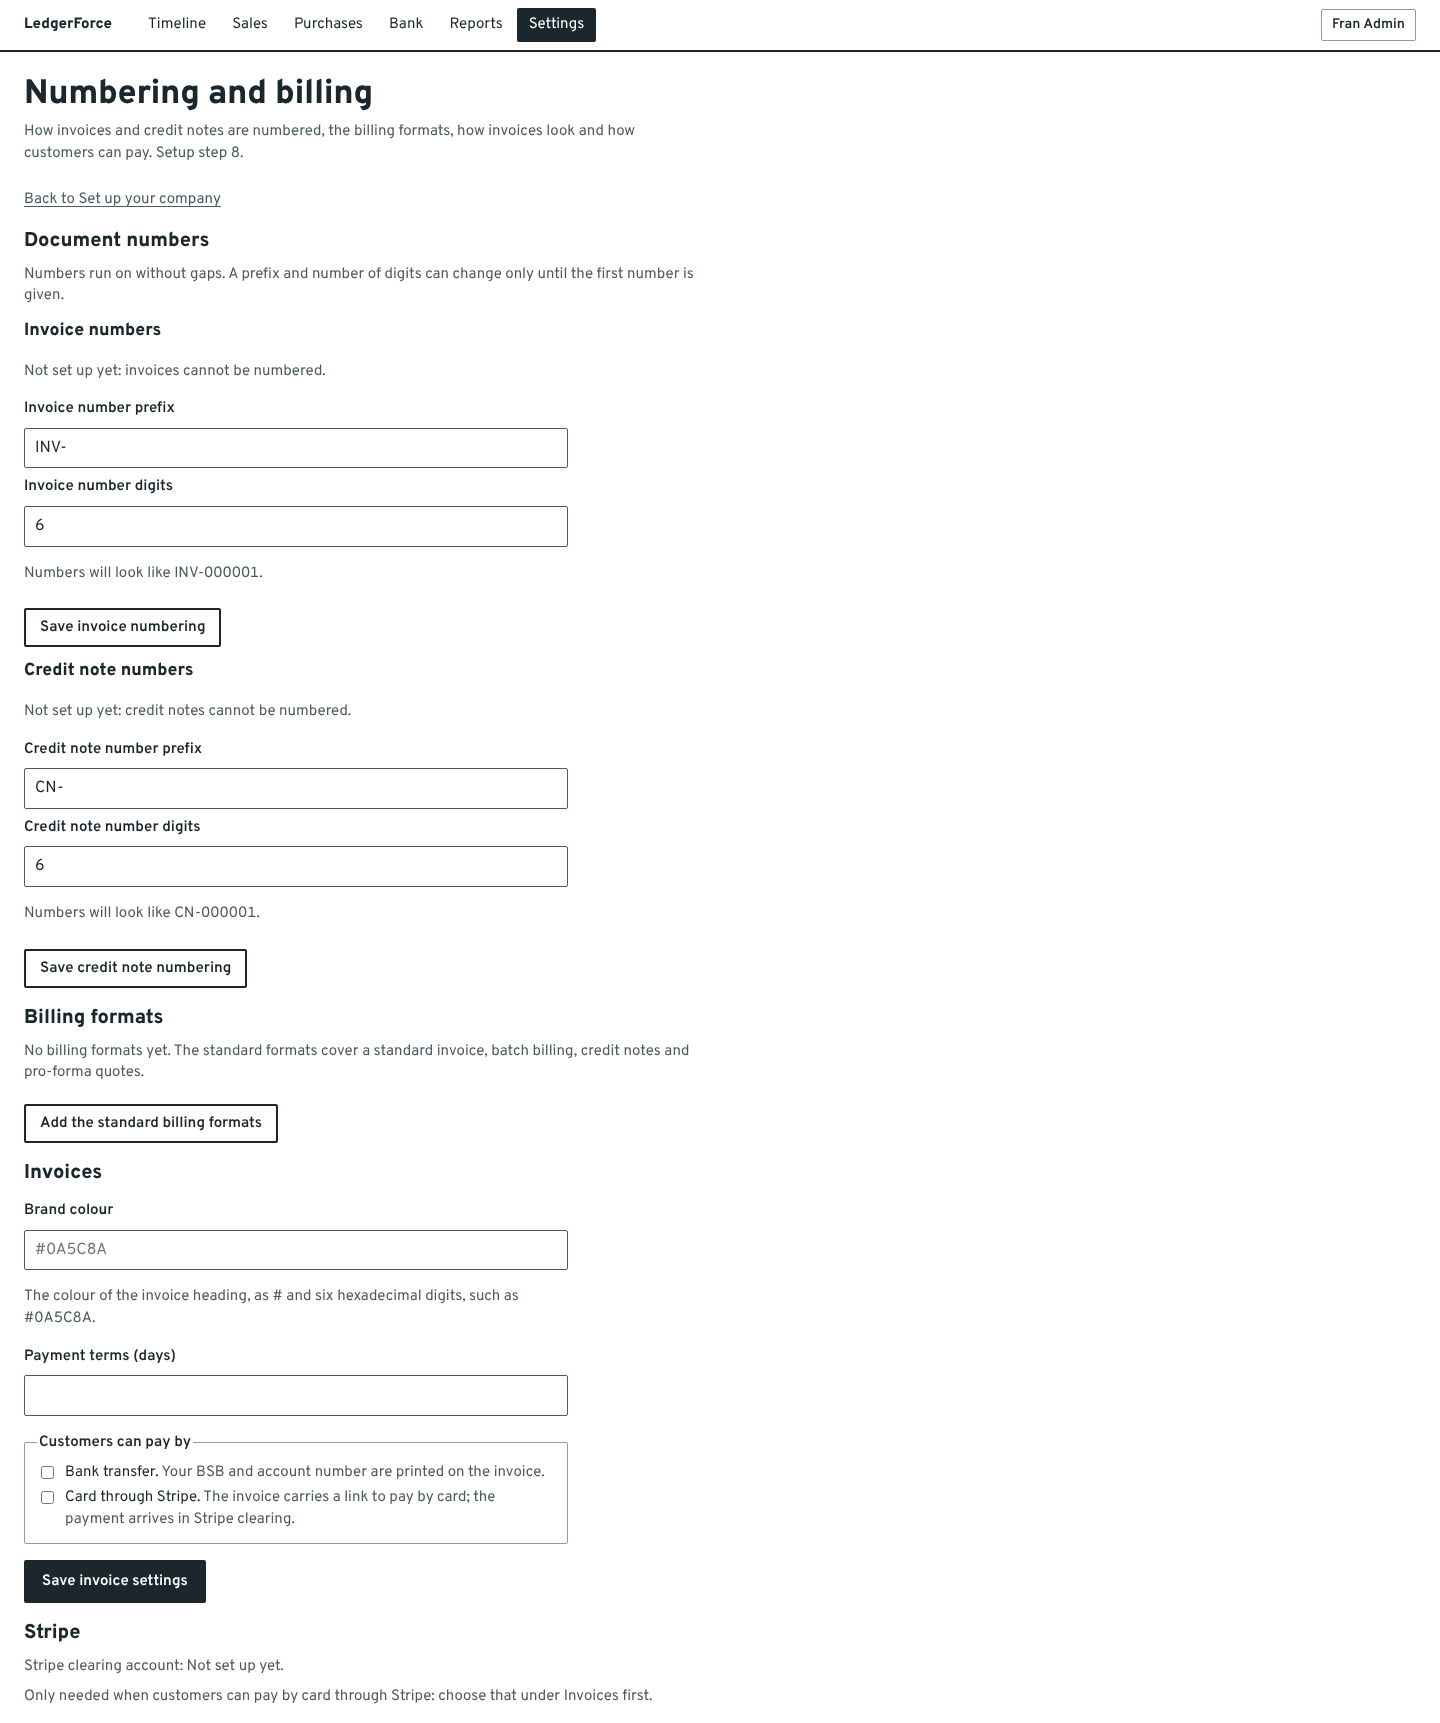 LedgerForce Timeline Sales Purchases Bank Reports Settings Fran Admin
Numbering and billing
How invoices and credit notes are numbered, the billing formats, how invoices look and how
customers can pay. Setup step 8.
Back to Set up your company
Document numbers
Numbers run on without gaps. A prefix and number of digits can change only until the first number is
given.
Invoice numbers
Not set up yet: invoices cannot be numbered.
Invoice number prefix
INV-
Invoice number digits
6
Numbers will look like INV-000001.
Save invoice numbering
Credit note numbers
Not set up yet: credit notes cannot be numbered.
Credit note number prefix
CN-
Credit note number digits
6
Numbers will look like CN-000001.
Save credit note numbering
Billing formats
No billing formats yet. The standard formats cover a standard invoice, batch billing, credit notes and
pro-forma quotes.
Add the standard billing formats
Invoices
Brand colour
#0A5C8A
The colour of the invoice heading, as # and six hexadecimal digits, such as
#0A5C8A.
Payment terms (days)
Customers can pay by
Bank transfer. Your BSB and account number are printed on the invoice.
Card through Stripe. The invoice carries a link to pay by card; the
payment arrives in Stripe clearing.
Save invoice settings
Stripe
Stripe clearing account: Not set up yet.
Only needed when customers can pay by card through Stripe: choose that under Invoices first.